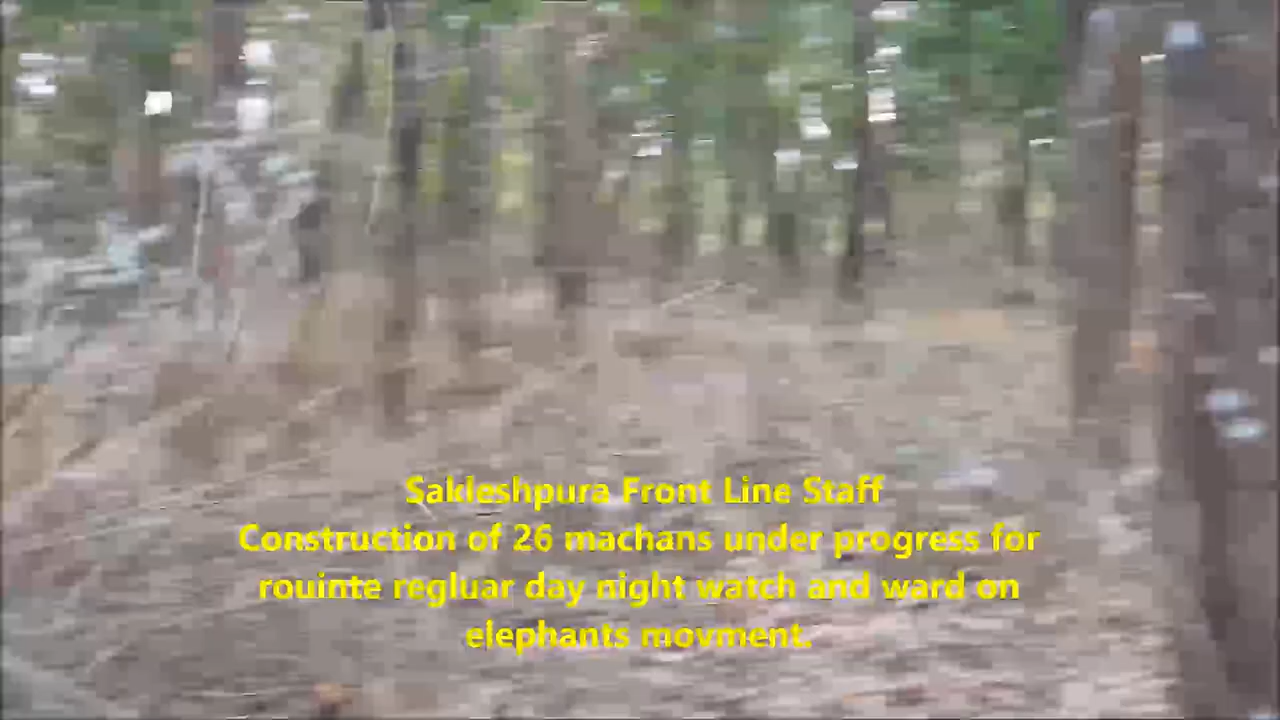 Sakleshpura Front Line Staff
Construction of 26 machans under progress for
rouinte regluar day night watch and ward on
elephants movment.